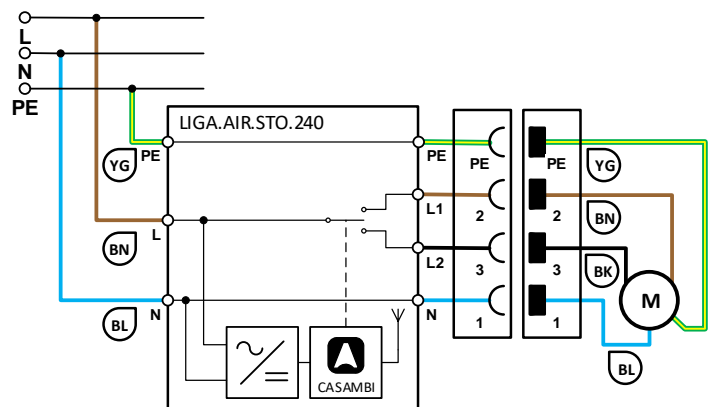 L
N
PE
LIGA.AIR.STO.240
YG
PE
PE
PE
PE
YG
L1
2
2
BN
BN
L
L2
3
3
BK
M
BL
N
N
1
1
BL
CASAMBI